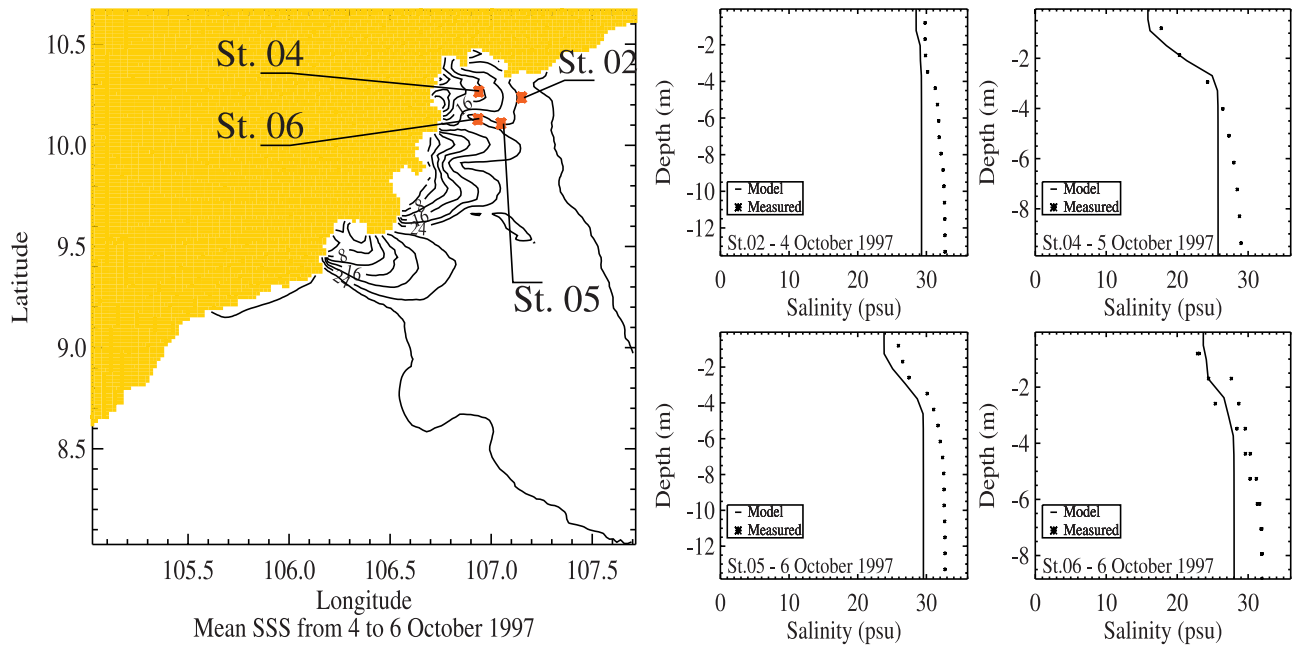 10.5
10.0
9.5
9.0
8.5
Latitude
St. 04
St. 02
St. 06
St. 05
8
16
24
8
16
105.5
106.0
106.5
107.0
107.5
Longitude
Mean SSS from 4 to 6 October 1997
-2
-4
-6
-8
-10
-12
Depth (m)
Model
Measured
St.02 - 4 October 1997
0
10
20
30
Salinity (psu)
-2
-4
-6
-8
Depth (m)
Model
Measured
St.04 - 5 October 1997
0
10
20
30
Salinity (psu)
-2
-4
-6
-8
-10
-12
Depth (m)
Model
Measured
St.05 - 6 October 1997
0
10
20
30
Salinity (psu)
-2
-4
-6
-8
Depth (m)
Model
Measured
St.06 - 6 October 1997
0
10
20
30
Salinity (psu)